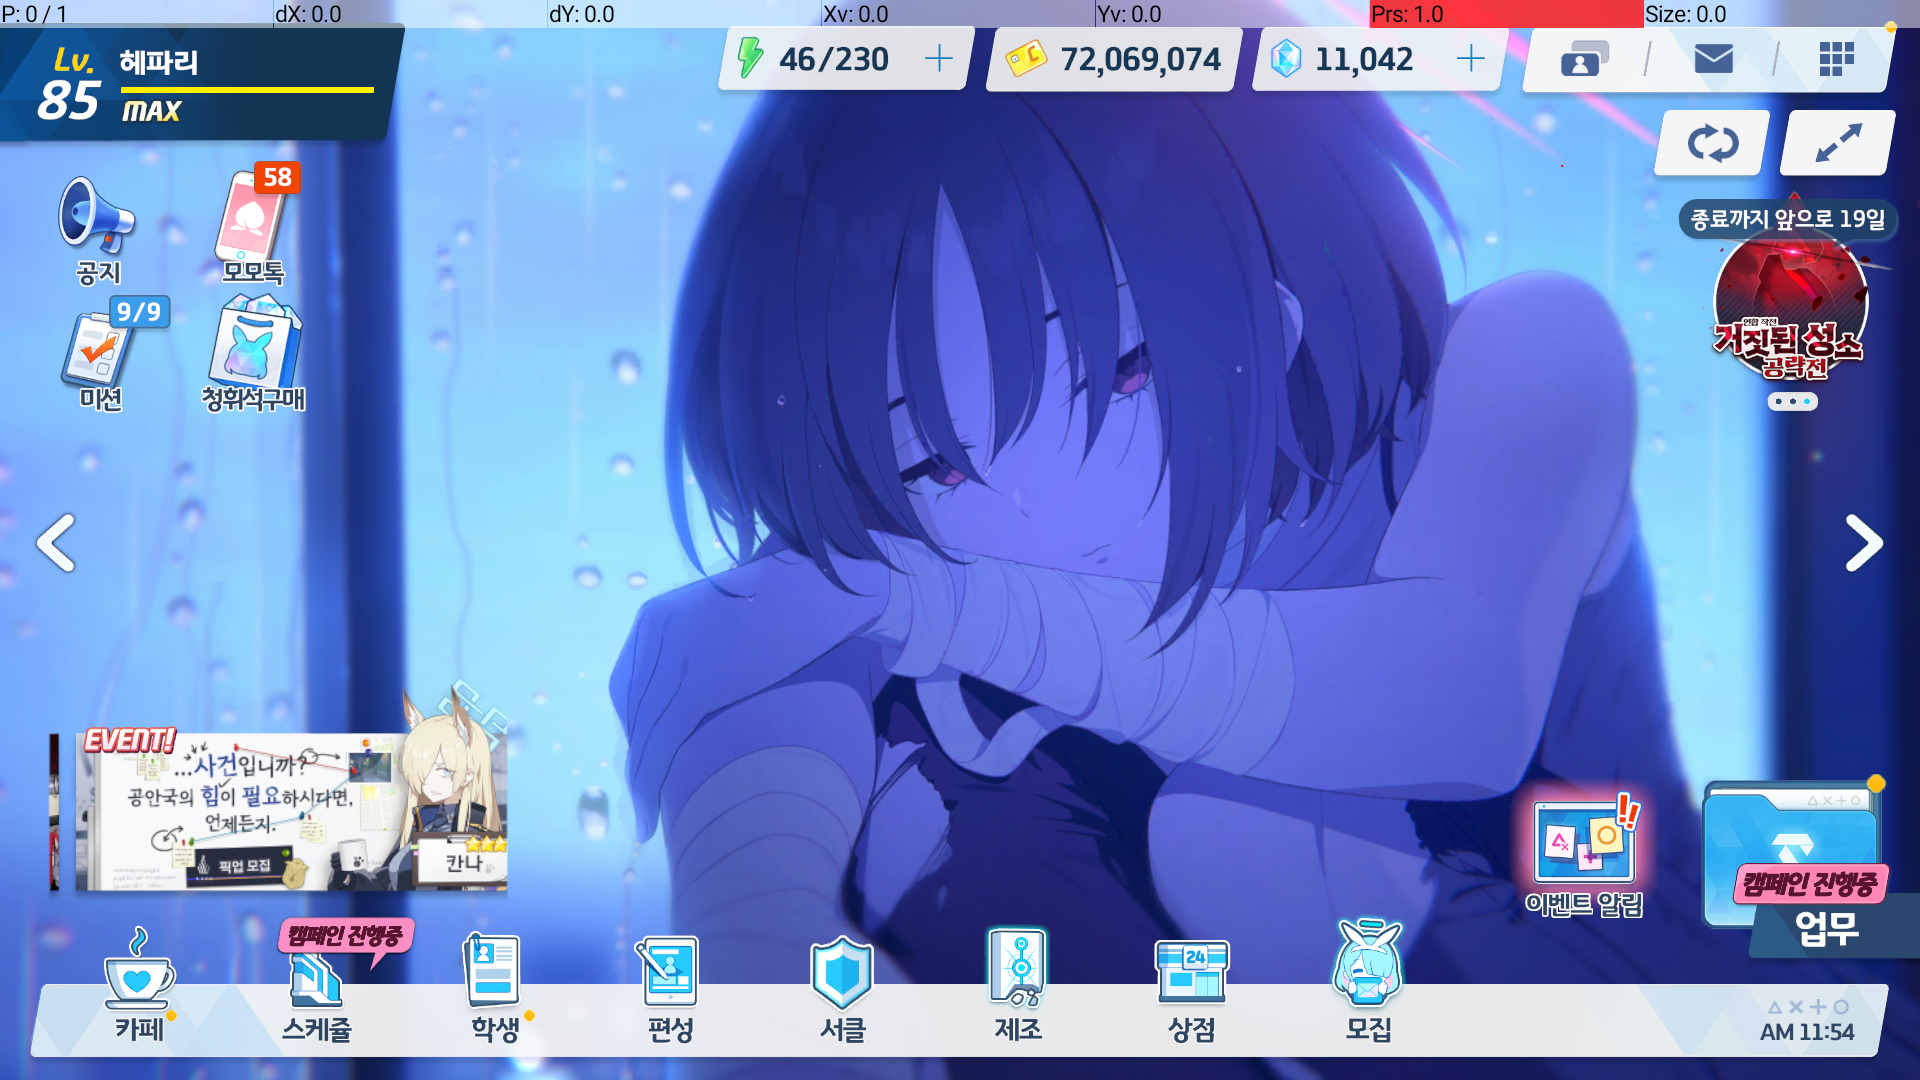 P: 0 / 1 dX: 0.0 dY: 0.0 Xv: 0.0 Yv: 0.0 Prs: 1.0 Size: 0.0
Lv. 85 헤파리
MAX
46/230
72,069,074
11,042
58
공지 모모톡
9/9
미션 청휘석구매
종료까지 앞으로 19일
연합 작전
거짓된 성소
공략전
EVENT!
...사건입니까?
공안국의 힘이 필요하시다면,
언제든지.
픽업 모집
칸나
이벤트 알림
캠페인 진행중
업무
캠페인 진행중
24
카페 스케줄 학생 편성 서클 제조 상점 모집
AM 11:54